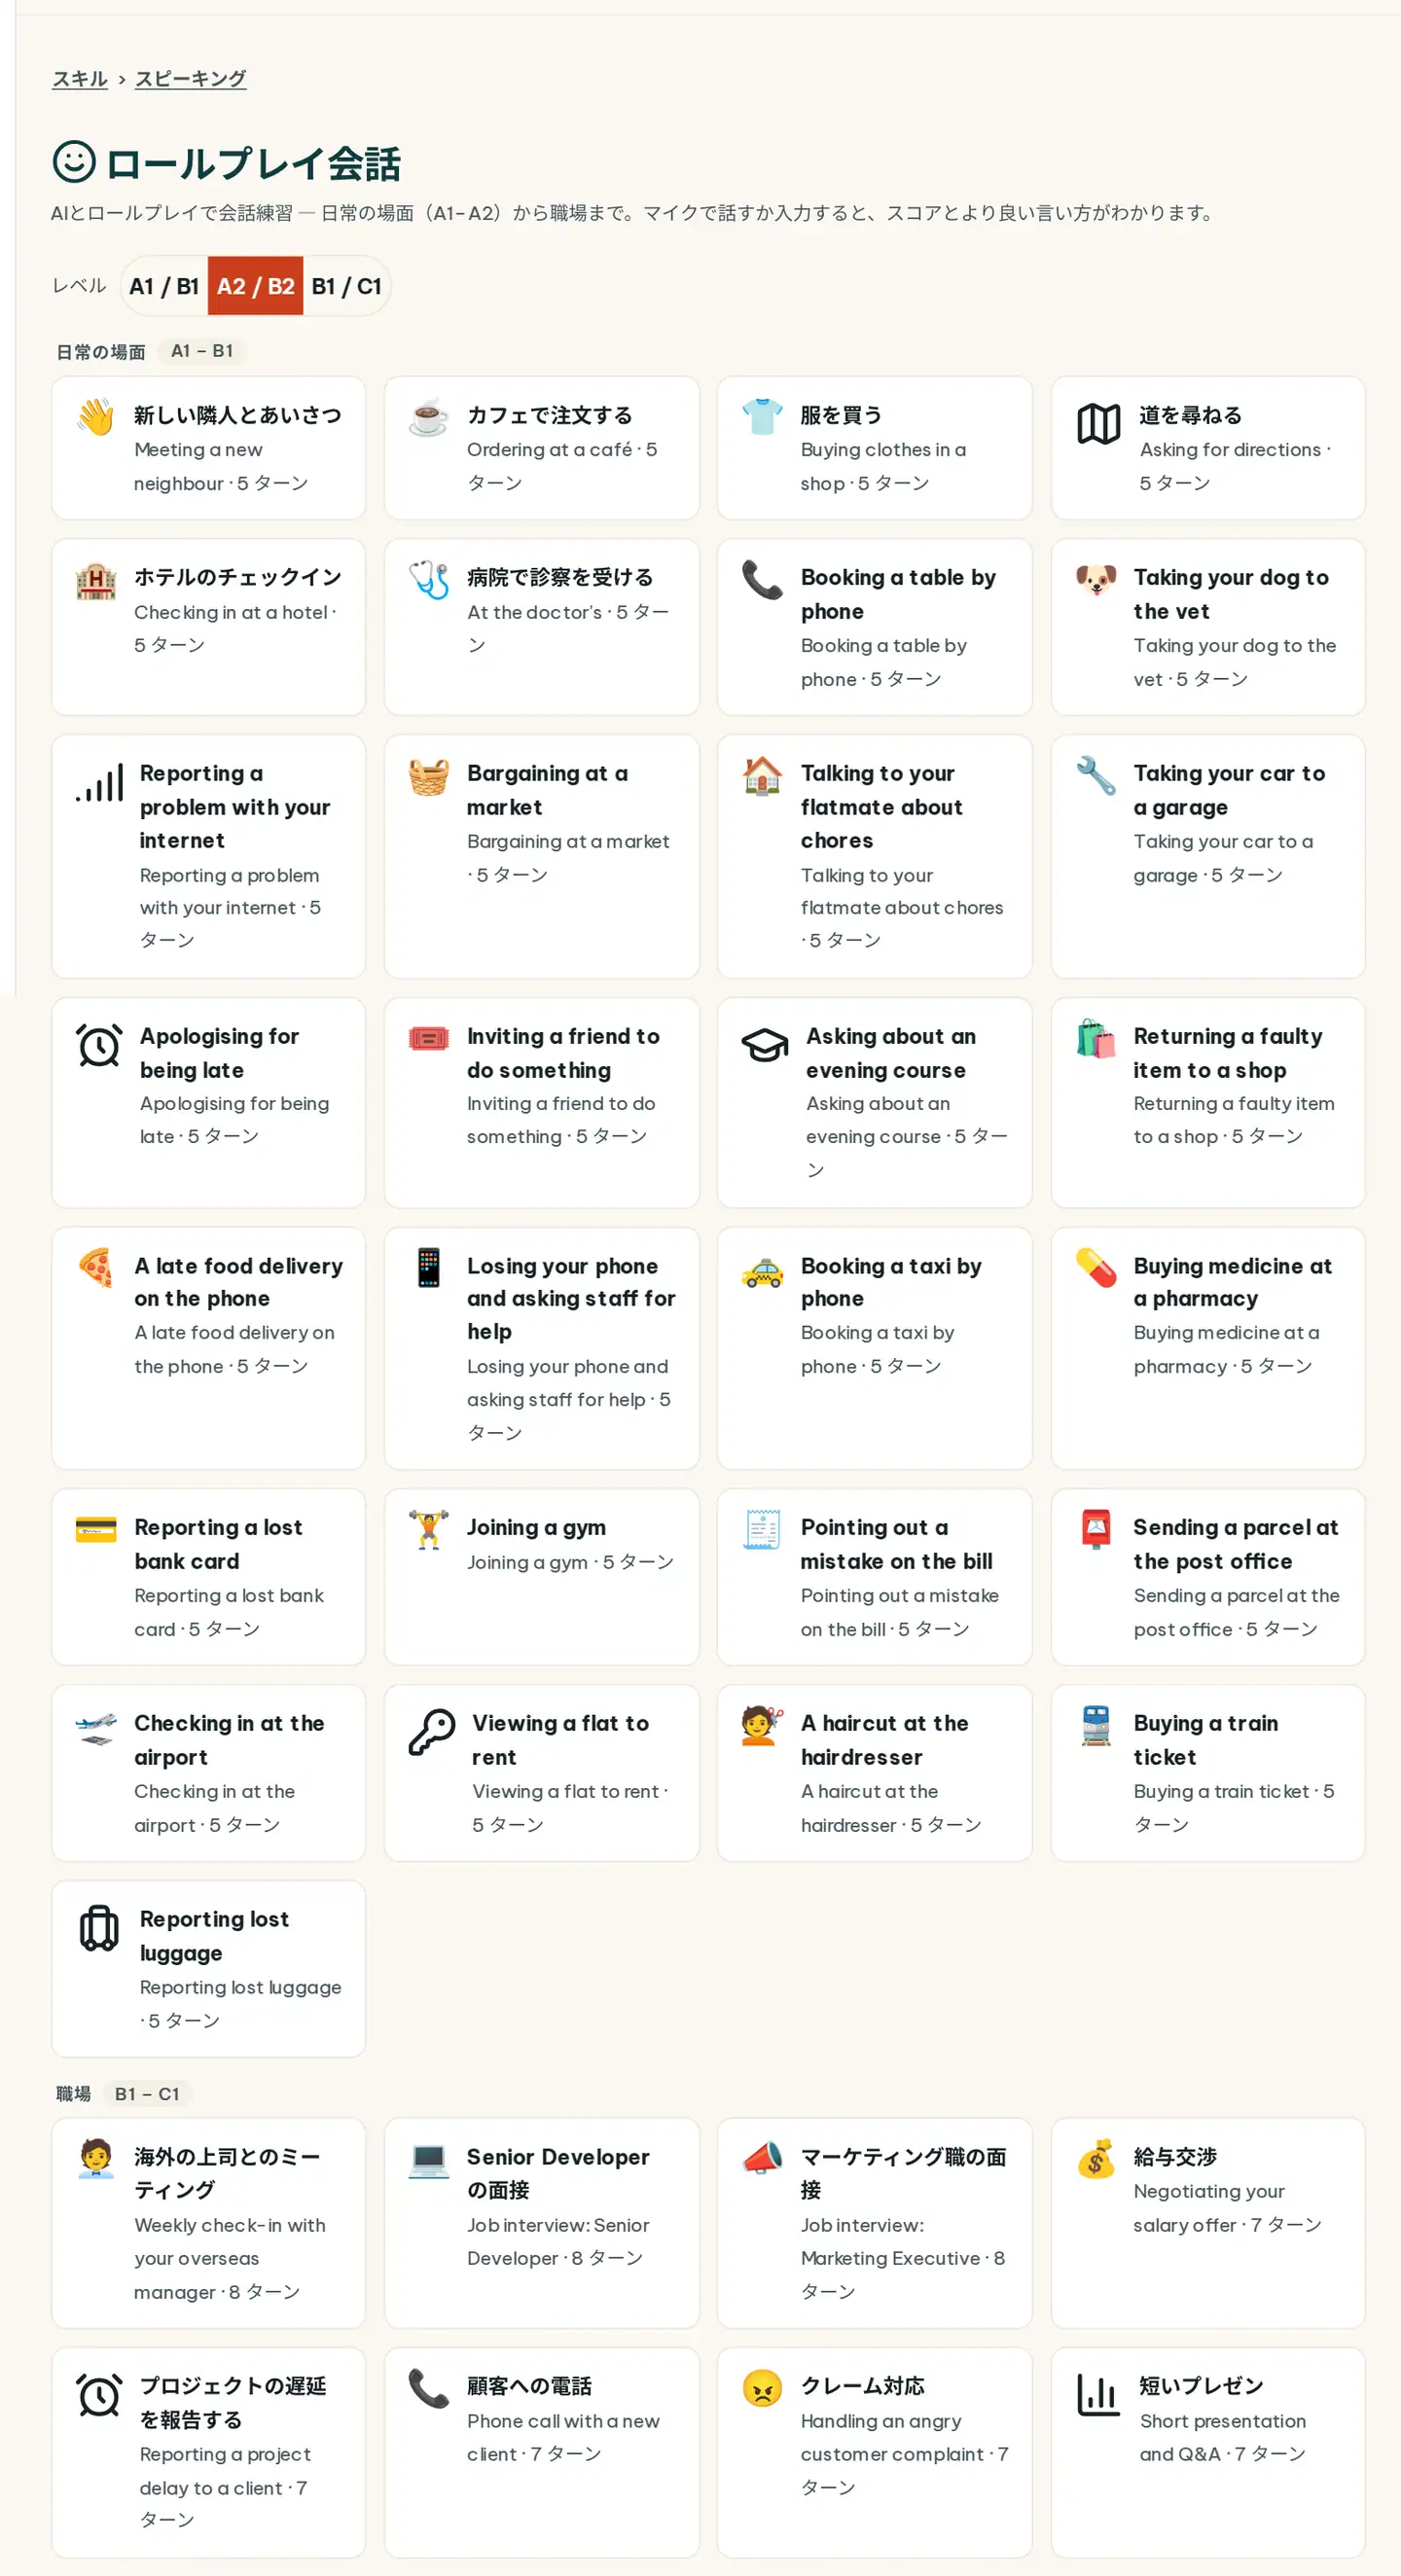 スキル › スピーキング
ロールプレイ会話
AIとロールプレイで会話練習 — 日常の場面（A1–A2）から職場まで。マイクで話すか入力すると、スコアとより良い言い方がわかります。
レベル A1 / B1 A2 / B2 B1 / C1
日常の場面 A1 – B1
新しい隣人とあいさつ
Meeting a new
neighbour · 5 ターン
カフェで注文する
Ordering at a café · 5
ターン
服を買う
Buying clothes in a
shop · 5 ターン
道を尋ねる
Asking for directions ·
5 ターン
ホテルのチェックイン
Checking in at a hotel ·
5 ターン
病院で診察を受ける
At the doctor's · 5 ター
ン
Booking a table by
phone
Booking a table by
phone · 5 ターン
Taking your dog to
the vet
Taking your dog to the
vet · 5 ターン
Reporting a
problem with your
internet
Reporting a problem
with your internet · 5
ターン
Bargaining at a
market
Bargaining at a market
· 5 ターン
Talking to your
flatmate about
chores
Talking to your
flatmate about chores
· 5 ターン
Taking your car to
a garage
Taking your car to a
garage · 5 ターン
Apologising for
being late
Apologising for being
late · 5 ターン
Inviting a friend to
do something
Inviting a friend to do
something · 5 ターン
Asking about an
evening course
Asking about an
evening course · 5 ター
ン
Returning a faulty
item to a shop
Returning a faulty item
to a shop · 5 ターン
A late food delivery
on the phone
A late food delivery on
the phone · 5 ターン
Losing your phone
and asking staff for
help
Losing your phone and
asking staff for help · 5
ターン
Booking a taxi by
phone
Booking a taxi by
phone · 5 ターン
Buying medicine at
a pharmacy
Buying medicine at a
pharmacy · 5 ターン
Reporting a lost
bank card
Reporting a lost bank
card · 5 ターン
Joining a gym
Joining a gym · 5 ターン
Pointing out a
mistake on the bill
Pointing out a mistake
on the bill · 5 ターン
Sending a parcel at
the post office
Sending a parcel at the
post office · 5 ターン
Checking in at the
airport
Checking in at the
airport · 5 ターン
Viewing a flat to
rent
Viewing a flat to rent ·
5 ターン
A haircut at the
hairdresser
A haircut at the
hairdresser · 5 ターン
Buying a train
ticket
Buying a train ticket · 5
ターン
Reporting lost
luggage
Reporting lost luggage
· 5 ターン
職場 B1 – C1
海外の上司とのミー
ティング
Weekly check-in with
your overseas
manager · 8 ターン
Senior Developer
の面接
Job interview: Senior
Developer · 8 ターン
マーケティング職の面
接
Job interview:
Marketing Executive · 8
ターン
給与交渉
Negotiating your
salary offer · 7 ターン
プロジェクトの遅延
を報告する
Reporting a project
delay to a client · 7
ターン
顧客への電話
Phone call with a new
client · 7 ターン
クレーム対応
Handling an angry
customer complaint · 7
ターン
短いプレゼン
Short presentation
and Q&A · 7 ターン